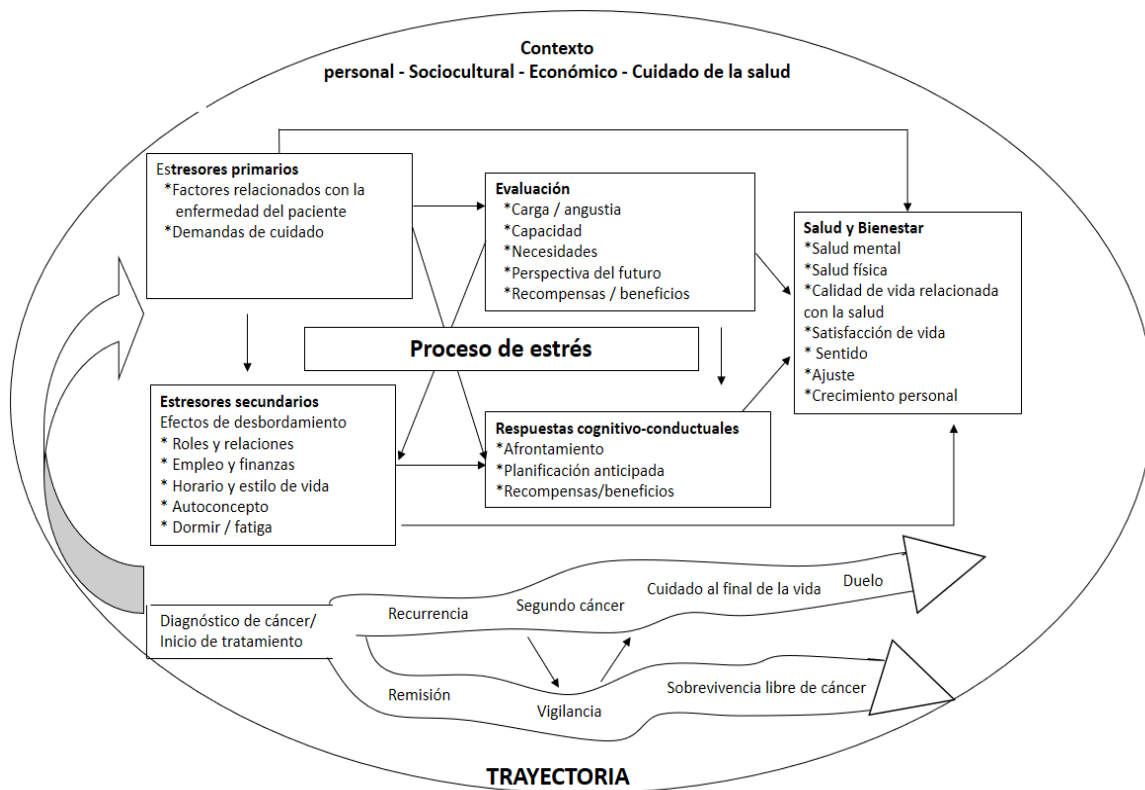 Contexto
personal - Sociocultural - Económico - Cuidado de la salud
Estresores primarios
*Factores relacionados con la
enfermedad del paciente
*Demandas de cuidado
Evaluación
*Carga / angustia
*Capacidad
*Necesidades
*Perspectiva del futuro
*Recompensas / beneficios
Salud y Bienestar
*Salud mental
*Salud física
*Calidad de vida relacionada
con la salud
*Satisfacción de vida
* Sentido
*Ajuste
*Crecimiento personal
Proceso de estrés
Estresores secundarios
Efectos de desbordamiento
* Roles y relaciones
* Empleo y finanzas
* Horario y estilo de vida
* Autoconcepto
* Dormir / fatiga
Respuestas cognitivo-conductuales
*Afrontamiento
*Planificación anticipada
*Recompensas/beneficios
Diagnóstico de cáncer/
Inicio de tratamiento
Recurrencia
Segundo cáncer
Cuidado al final de la vida
Duelo
Remisión
Vigilancia
Sobrevivencia libre de cáncer
TRAYECTORIA